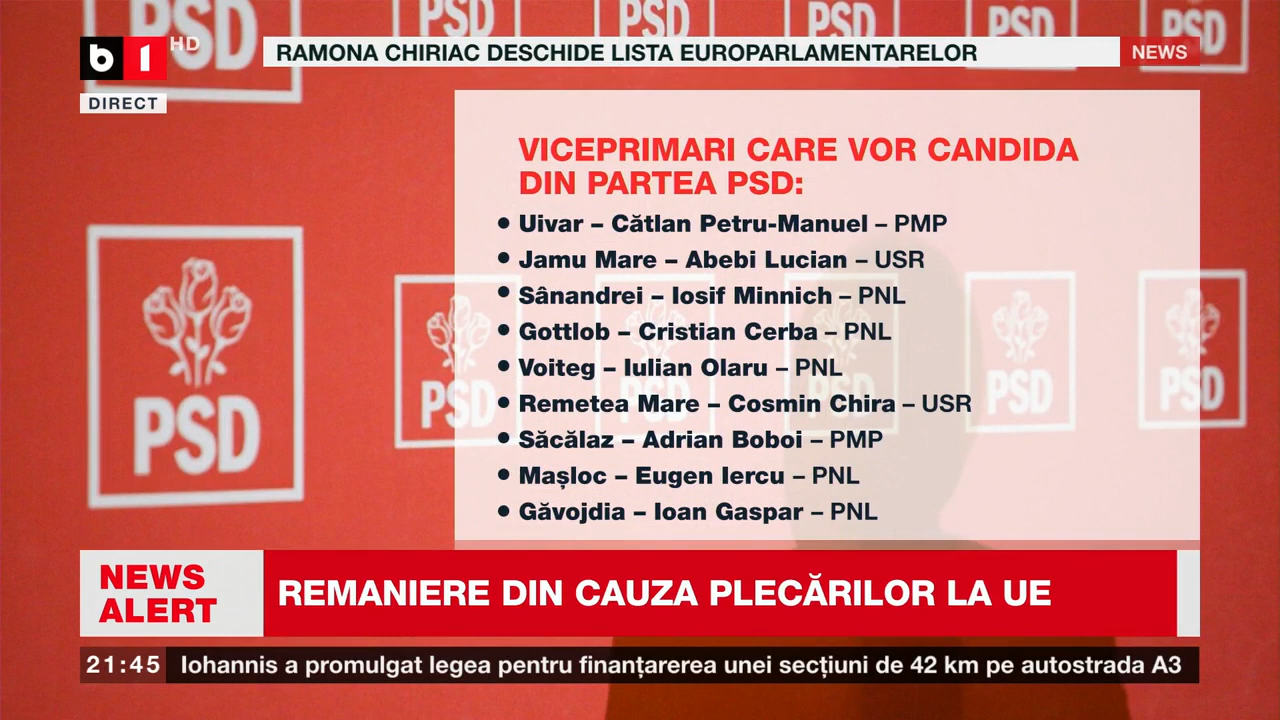 b1 HD
RAMONA CHIRIAC DESCHIDE LISTA EUROPARLAMENTARELOR
NEWS
DIRECT
VICEPRIMARI CARE VOR CANDIDA
DIN PARTEA PSD:
• Uivar – Cătlan Petru-Manuel – PMP
• Jamu Mare – Abebi Lucian – USR
• Sânandrei – Iosif Minnich – PNL
• Gottlob – Cristian Cerba – PNL
• Voiteg – Iulian Olaru – PNL
• Remetea Mare – Cosmin Chira – USR
• Săcălaz – Adrian Boboi – PMP
• Mașloc – Eugen Iercu – PNL
• Găvojdia – Ioan Gaspar – PNL
PSD
PSD
PSD
PSD
PSD
PSD
PSD
PSD
NEWS
ALERT
REMANIERE DIN CAUZA PLECĂRILOR LA UE
21:45 Iohannis a promulgat legea pentru finanțarea unei secțiuni de 42 km pe autostrada A3